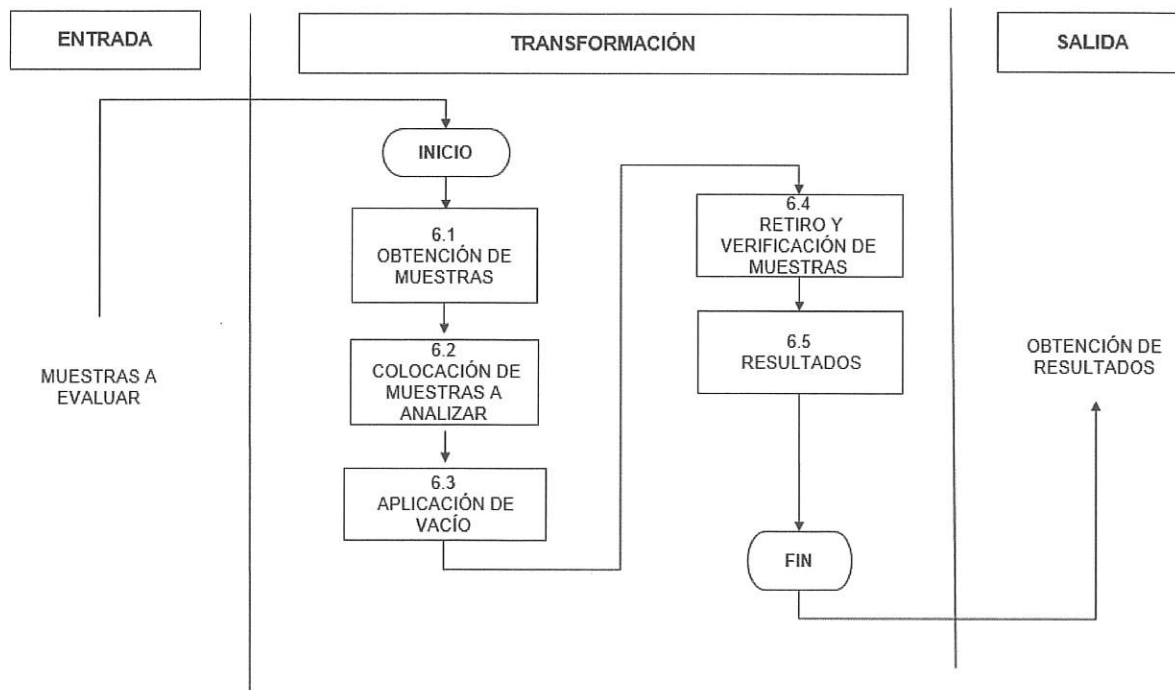 ENTRADA
TRANSFORMACIÓN
SALIDA
MUESTRAS A
EVALUAR
INICIO
6.1
OBTENCIÓN DE
MUESTRAS
6.2
COLOCACIÓN DE
MUESTRAS A
ANALIZAR
6.3
APLICACIÓN DE
VACÍO
6.4
RETIRO Y
VERIFICACIÓN DE
MUESTRAS
6.5
RESULTADOS
FIN
OBTENCIÓN DE
RESULTADOS